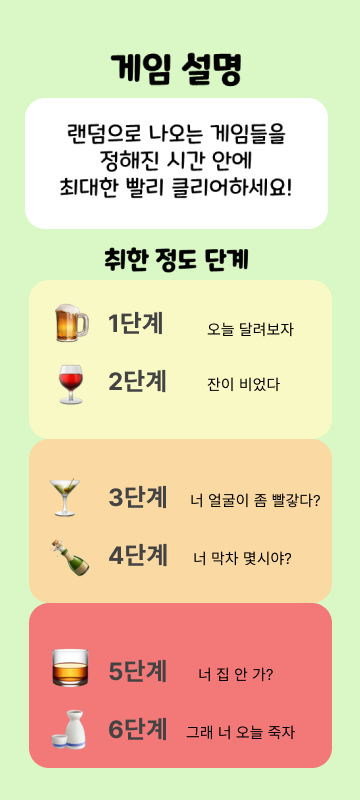 게임 설명
랜덤으로 나오는 게임들을
정해진 시간 안에
최대한 빨리 클리어하세요!
취한 정도 단계
1단계 오늘 달려보자
2단계 잔이 비었다
3단계 너 얼굴이 좀 빨갛다?
4단계 너 막차 몇시야?
5단계 너 집 안 가?
6단계 그래 너 오늘 죽자